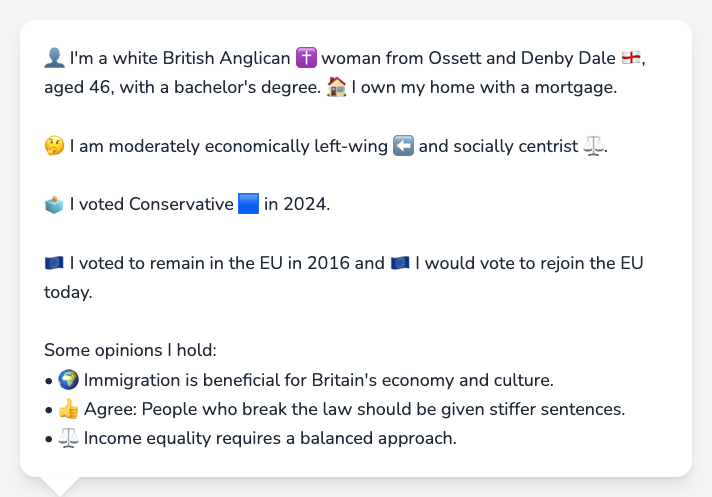 👤 I'm a white British Anglican ✝️ woman from Ossett and Denby Dale 🏴󠁧󠁢󠁥󠁮󠁧󠁿,
aged 46, with a bachelor's degree. 🏠 I own my home with a mortgage.
🤔 I am moderately economically left-wing ⬅️ and socially centrist ⚖️.
🗳️ I voted Conservative 🟦 in 2024.
🇪🇺 I voted to remain in the EU in 2016 and 🇪🇺 I would vote to rejoin the EU
today.
Some opinions I hold:
• 🌍 Immigration is beneficial for Britain's economy and culture.
• 👍 Agree: People who break the law should be given stiffer sentences.
• ⚖️ Income equality requires a balanced approach.